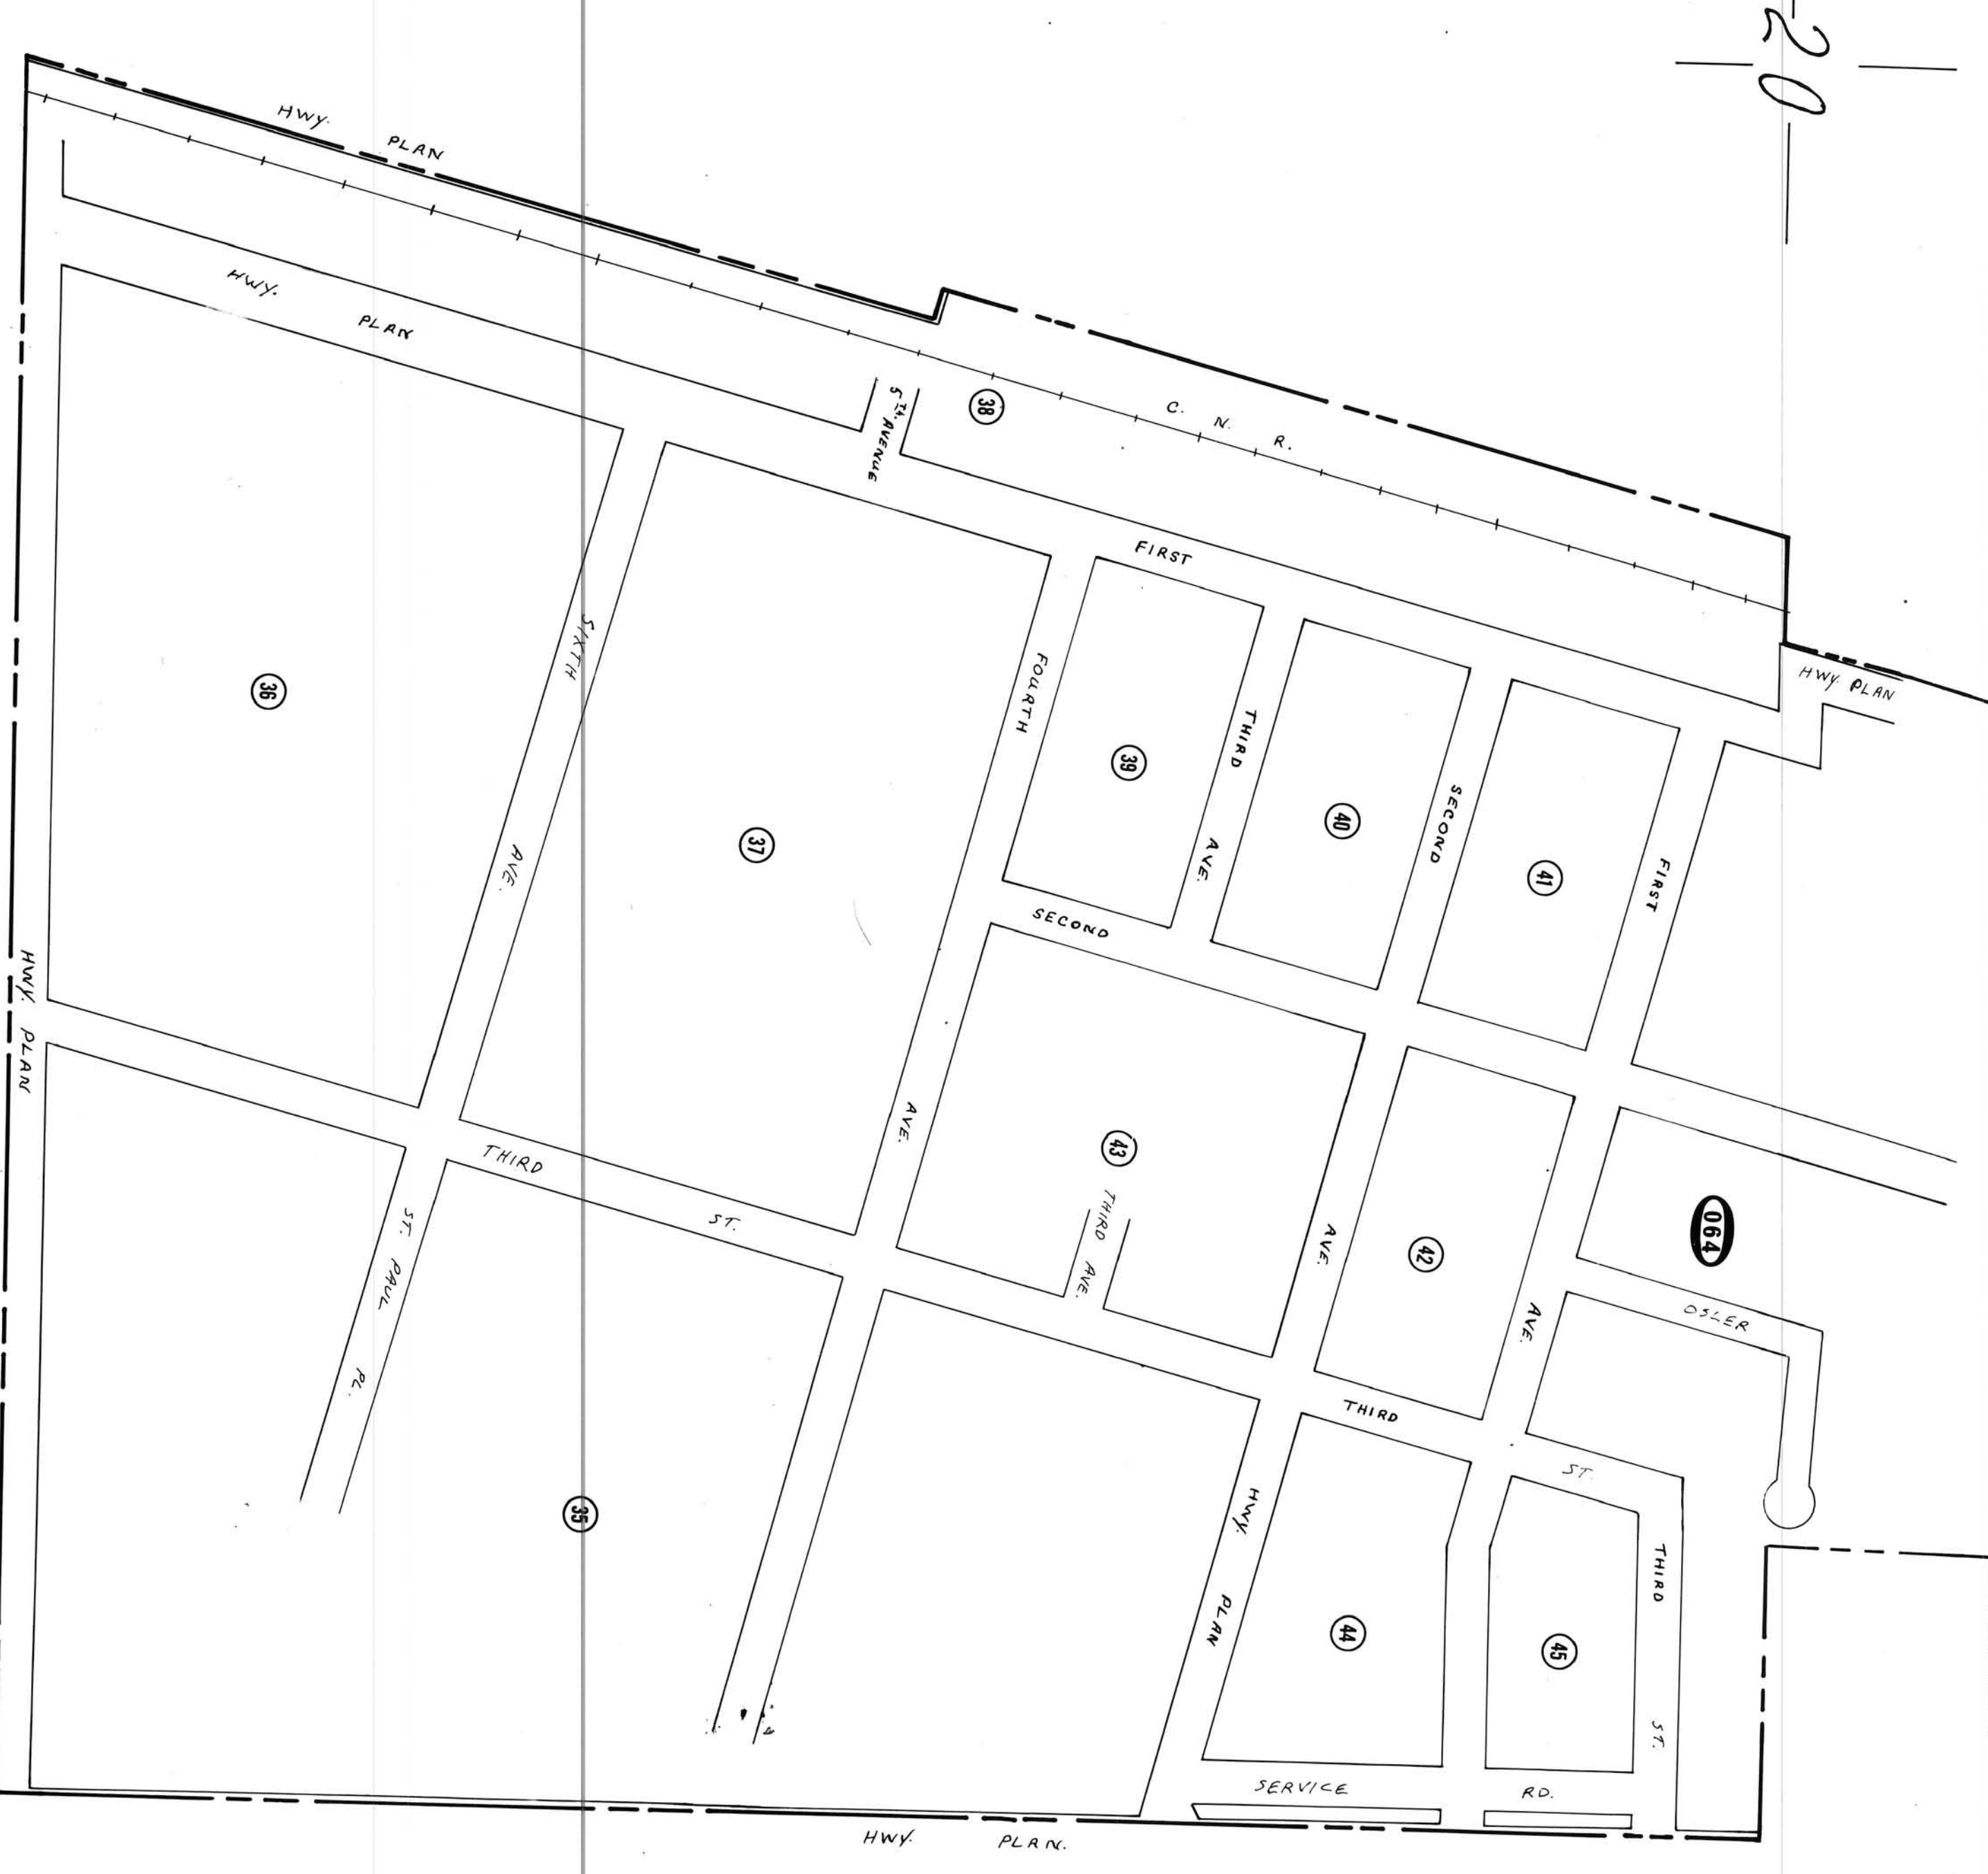 20
HWY. PLAN
HWY. PLAN
5TH. AVENUE
38
C. N. R.
FIRST
HWY. PLAN
36
SIXTH AVE.
37
FOURTH AVE.
39
THIRD AVE.
40
SECOND AVE.
41
FIRST AVE.
SECOND
HWY. PLAN
43
THIRD AVE.
42
064
OSLER
THIRD ST.
ST. PAUL PL.
THIRD ST.
35
HWY. PLAN
44
45
THIRD ST.
SERVICE RD.
HWY. PLAN.